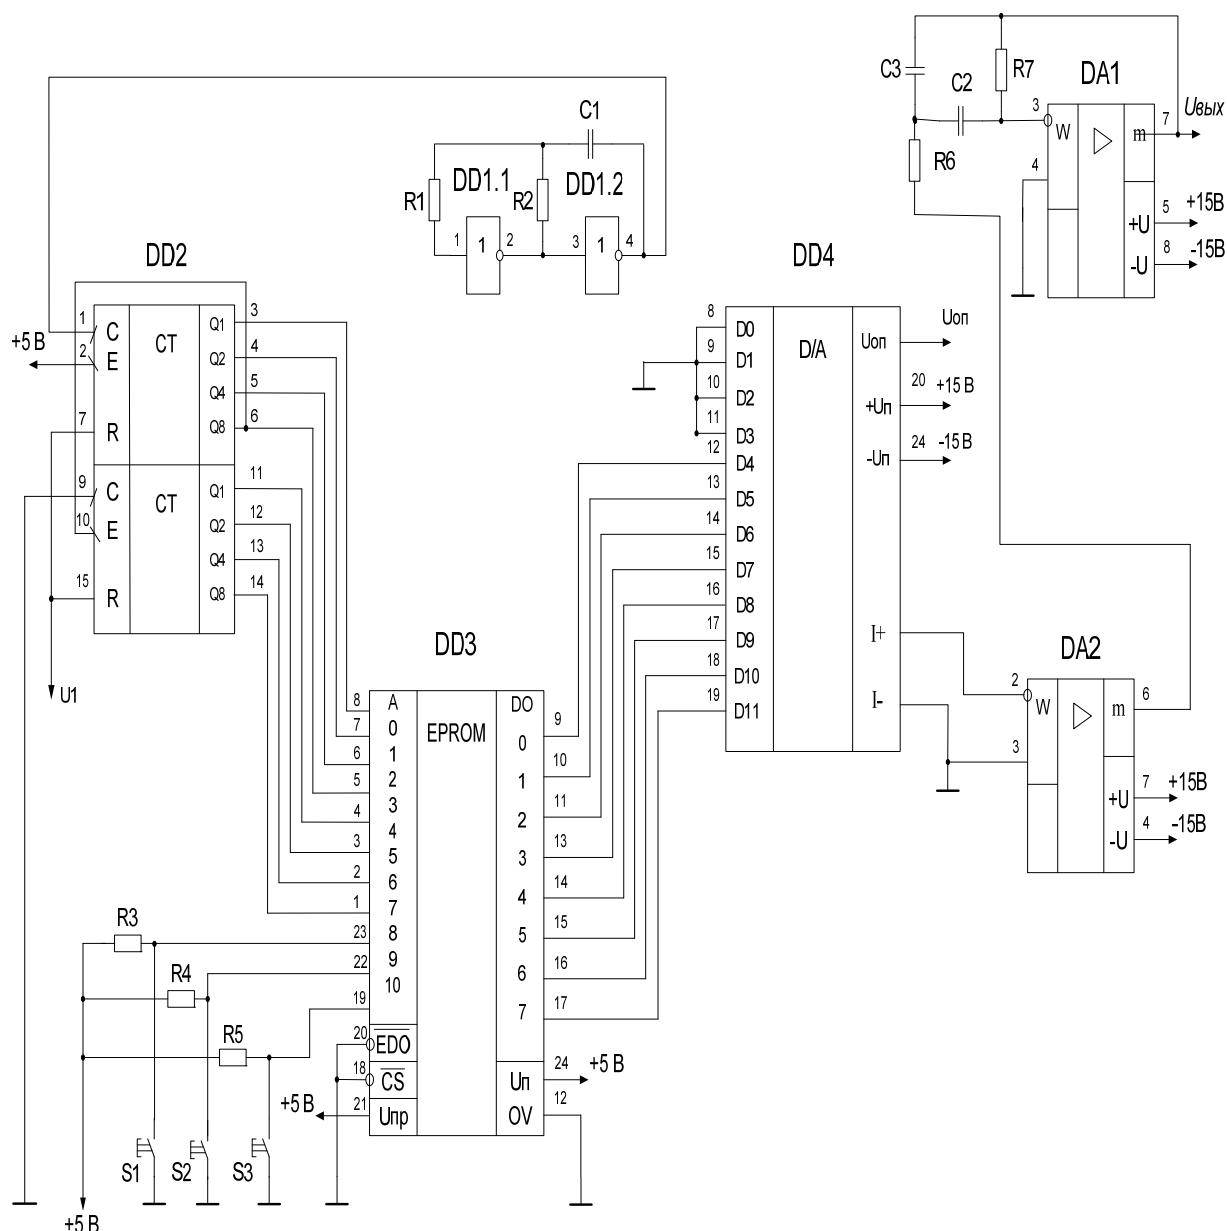 C3
R7
C2
R6
DA1
3
W
4
m
7
Uвых
5
+U
+15В
8
-U
-15В
C1
R1
DD1.1
R2
DD1.2
1
1
2
3
1
4
DD2
1
C
CT
Q1
3
+5 В
2
E
Q2
4
Q4
5
7
R
Q8
6
9
C
CT
Q1
11
10
E
Q2
12
Q4
13
15
R
Q8
14
U1
DD4
8
D0
D/A
Uоп
Uоп
9
D1
10
D2
+Uп
20
+15 В
11
D3
-Uп
24
-15 В
12
D4
13
D5
14
D6
15
D7
16
D8
17
D9
I+
18
D10
19
D11
I-
DA2
2
W
m
6
3
+U
7
+15В
-U
4
-15В
DD3
8
A
EPROM
DO
9
7
0
0
6
1
10
5
2
1
4
3
11
3
4
2
2
5
13
1
6
3
23
7
14
22
8
4
19
9
15
10
5
16
6
17
7
R3
R4
R5
20
EDO
18
CS
Uп
24
+5 В
+5 В
21
Uпр
OV
12
S1
S2
S3
+5 В